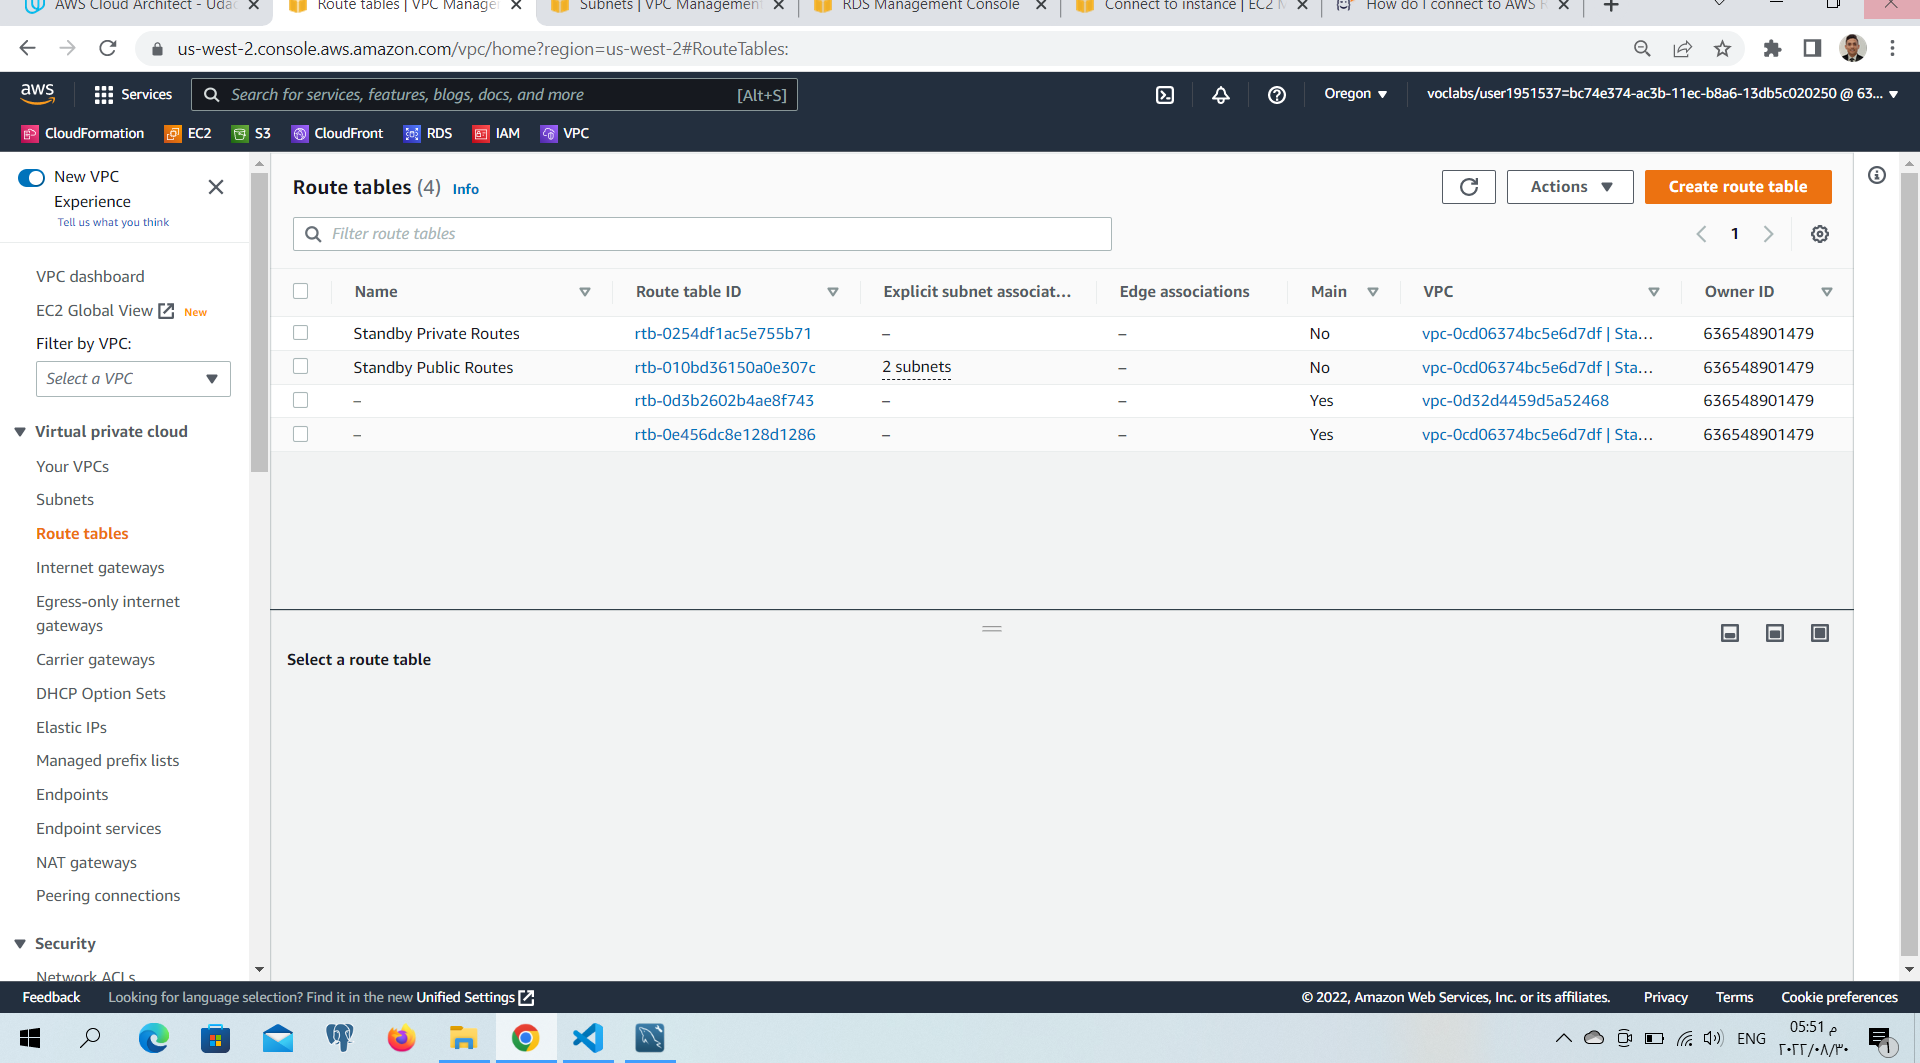 AWS Cloud Architect - Udac
Route tables | VPC Manage
Subnets | VPC Management
RDS Management Console
Connect to instance | EC2 M
How do I connect to AWS R
us-west-2.console.aws.amazon.com/vpc/home?region=us-west-2#RouteTables:
aws
Services
Search for services, features, blogs, docs, and more
[Alt+S]
Oregon
voclabs/user1951537=bc74e374-ac3b-11ec-b8a6-13db5c020250 @ 63...
CloudFormation
EC2
S3
CloudFront
RDS
IAM
VPC
New VPC
Experience
Tell us what you think
VPC dashboard
EC2 Global View New
Filter by VPC:
Select a VPC
Virtual private cloud
Your VPCs
Subnets
Route tables
Internet gateways
Egress-only internet
gateways
Carrier gateways
DHCP Option Sets
Elastic IPs
Managed prefix lists
Endpoints
Endpoint services
NAT gateways
Peering connections
Security
Network ACLs
Route tables (4) Info
Actions
Create route table
Filter route tables
1
Name Route table ID Explicit subnet associat... Edge associations Main VPC Owner ID
Standby Private Routes rtb-0254df1ac5e755b71 – – No vpc-0cd06374bc5e6d7df | Sta... 636548901479
Standby Public Routes rtb-010bd36150a0e307c 2 subnets – No vpc-0cd06374bc5e6d7df | Sta... 636548901479
– rtb-0d3b2602b4ae8f743 – – Yes vpc-0d32d4459d5a52468 636548901479
– rtb-0e456dc8e128d1286 – – Yes vpc-0cd06374bc5e6d7df | Sta... 636548901479
Select a route table
Feedback
Looking for language selection? Find it in the new Unified Settings
© 2022, Amazon Web Services, Inc. or its affiliates.
Privacy
Terms
Cookie preferences
ENG
05:51 م
٢٠٢٢/٠٨/٣٠
1